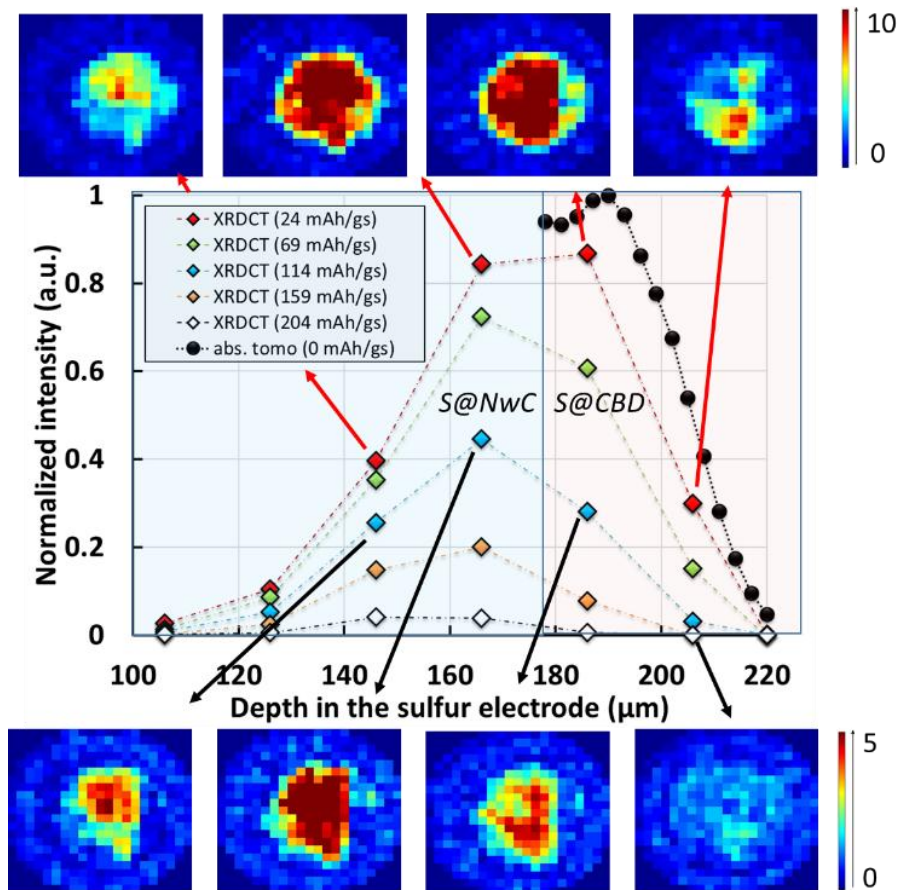 10
0
1
0.8
0.6
0.4
0.2
0
Normalized intensity (a.u.)
XRDCT (24 mAh/gs)
XRDCT (69 mAh/gs)
XRDCT (114 mAh/gs)
XRDCT (159 mAh/gs)
XRDCT (204 mAh/gs)
abs. tomo (0 mAh/gs)
S@NwC S@CBD
100 120 140 160 180 200 220
Depth in the sulfur electrode (μm)
5
0